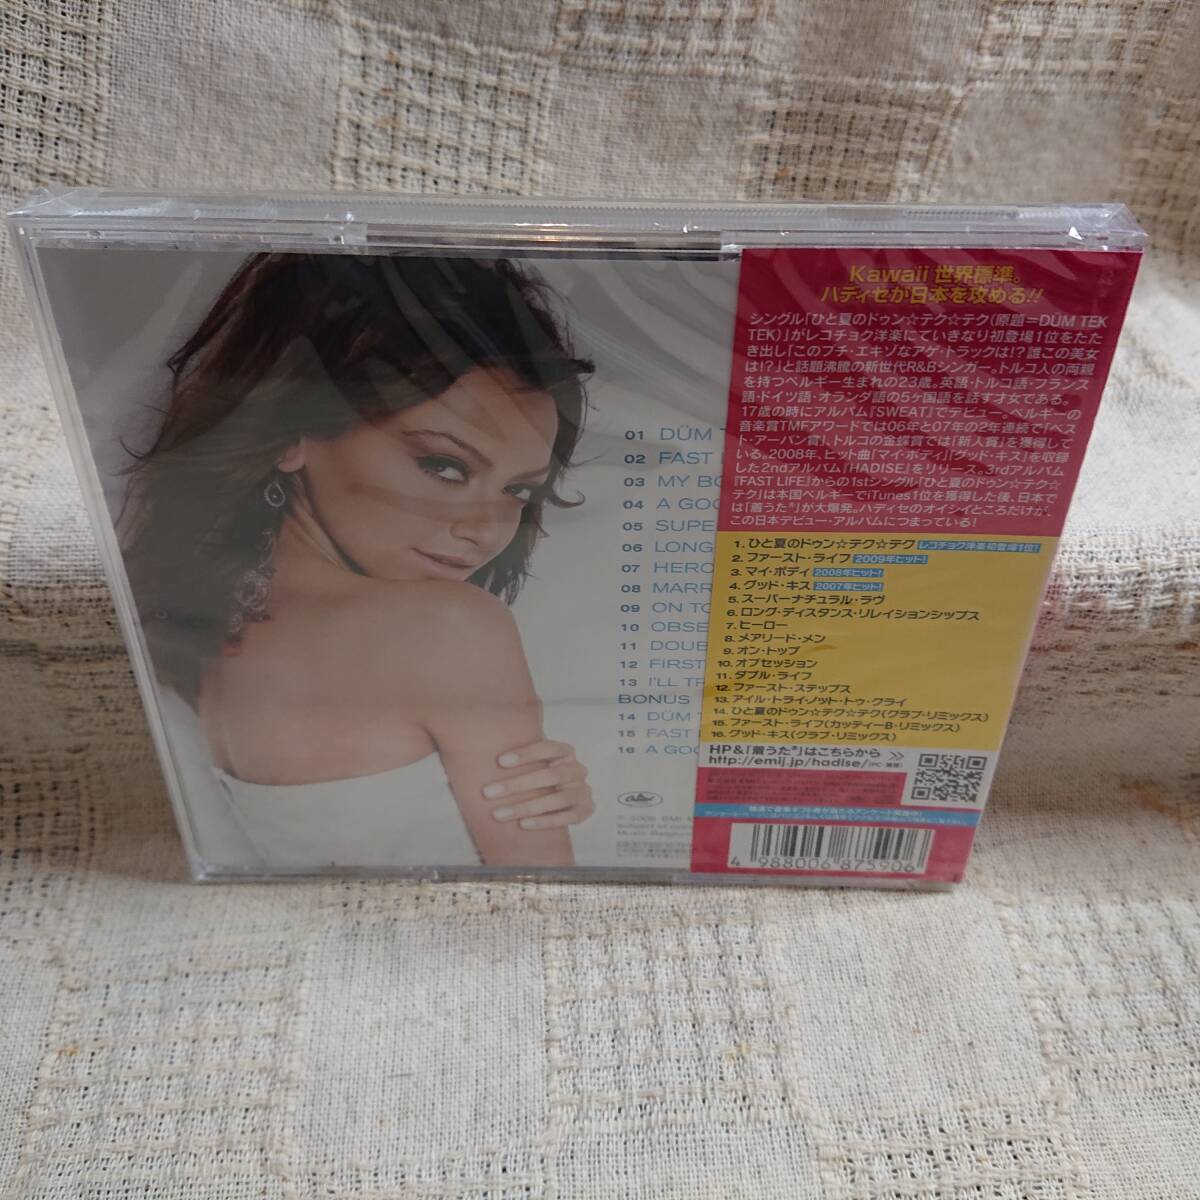 Kawaii 世界標準。
ハディセが日本を攻める!!
シングル「ひと夏のドゥン☆テク☆テク(原題=DÜM TEK
TEK)」がレコチョク洋楽にていきなり初登場1位をたた
き出し「このプチ・エキゾなアゲ・トラックは!?誰この美女
は!?」と話題沸騰の新世代R&Bシンガー。トルコ人の両親
を持つベルギー生まれの23歳。英語・トルコ語・フランス
語・ドイツ語・オランダ語の5ヶ国語を話す才女である。
17歳の時にアルバム『SWEAT』でデビュー。ベルギーの
音楽賞TMFアワードでは06年と07年の2年連続で「ベス
ト・アーバン賞」、トルコの金蝶賞では「新人賞」を獲得して
いる。2008年、ヒット曲「マイ・ボディ」「グッド・キス」を収録
した2ndアルバム『HADISE』をリリース。3rdアルバム
『FAST LIFE』からの1stシングル「ひと夏のドゥン☆テク☆
テク」は本国ベルギーでiTunes1位を獲得した後、日本で
は「着うた®」が大爆発。ハディセのオイシイところだけが、
この日本デビュー・アルバムにつまっている!
1. ひと夏のドゥン☆テク☆テク レコチョク洋楽初登場1位!
2. ファースト・ライフ 2009年ヒット!
3. マイ・ボディ 2008年ヒット!
4. グッド・キス 2007年ヒット!
5. スーパーナチュラル・ラヴ
6. ロング・ディスタンス・リレイションシップス
7. ヒーロー
8. メアリード・メン
9. オン・トップ
10. オブセッション
11. ダブル・ライフ
12. ファースト・ステップス
13. アイル・トライ・ノット・トゥ・クライ
14. ひと夏のドゥン☆テク☆テク(クラブ・リミックス)
15. ファースト・ライフ(カッティーB・リミックス)
16. グッド・キス(クラブ・リミックス)
HP&「着うた®」はこちらから
http://emij.jp/hadise/
4 988006 875906
01 DÜM
02 FAST
03 MY BO
04 A GOO
05 SUPE
06 LONG
07 HERO
08 MARR
09 ON TO
10 OBSE
11 DOUB
12 FIRST
13 I'LL TR
BONUS
14 DÜM
15 FAST
16 A GOO
Capitol